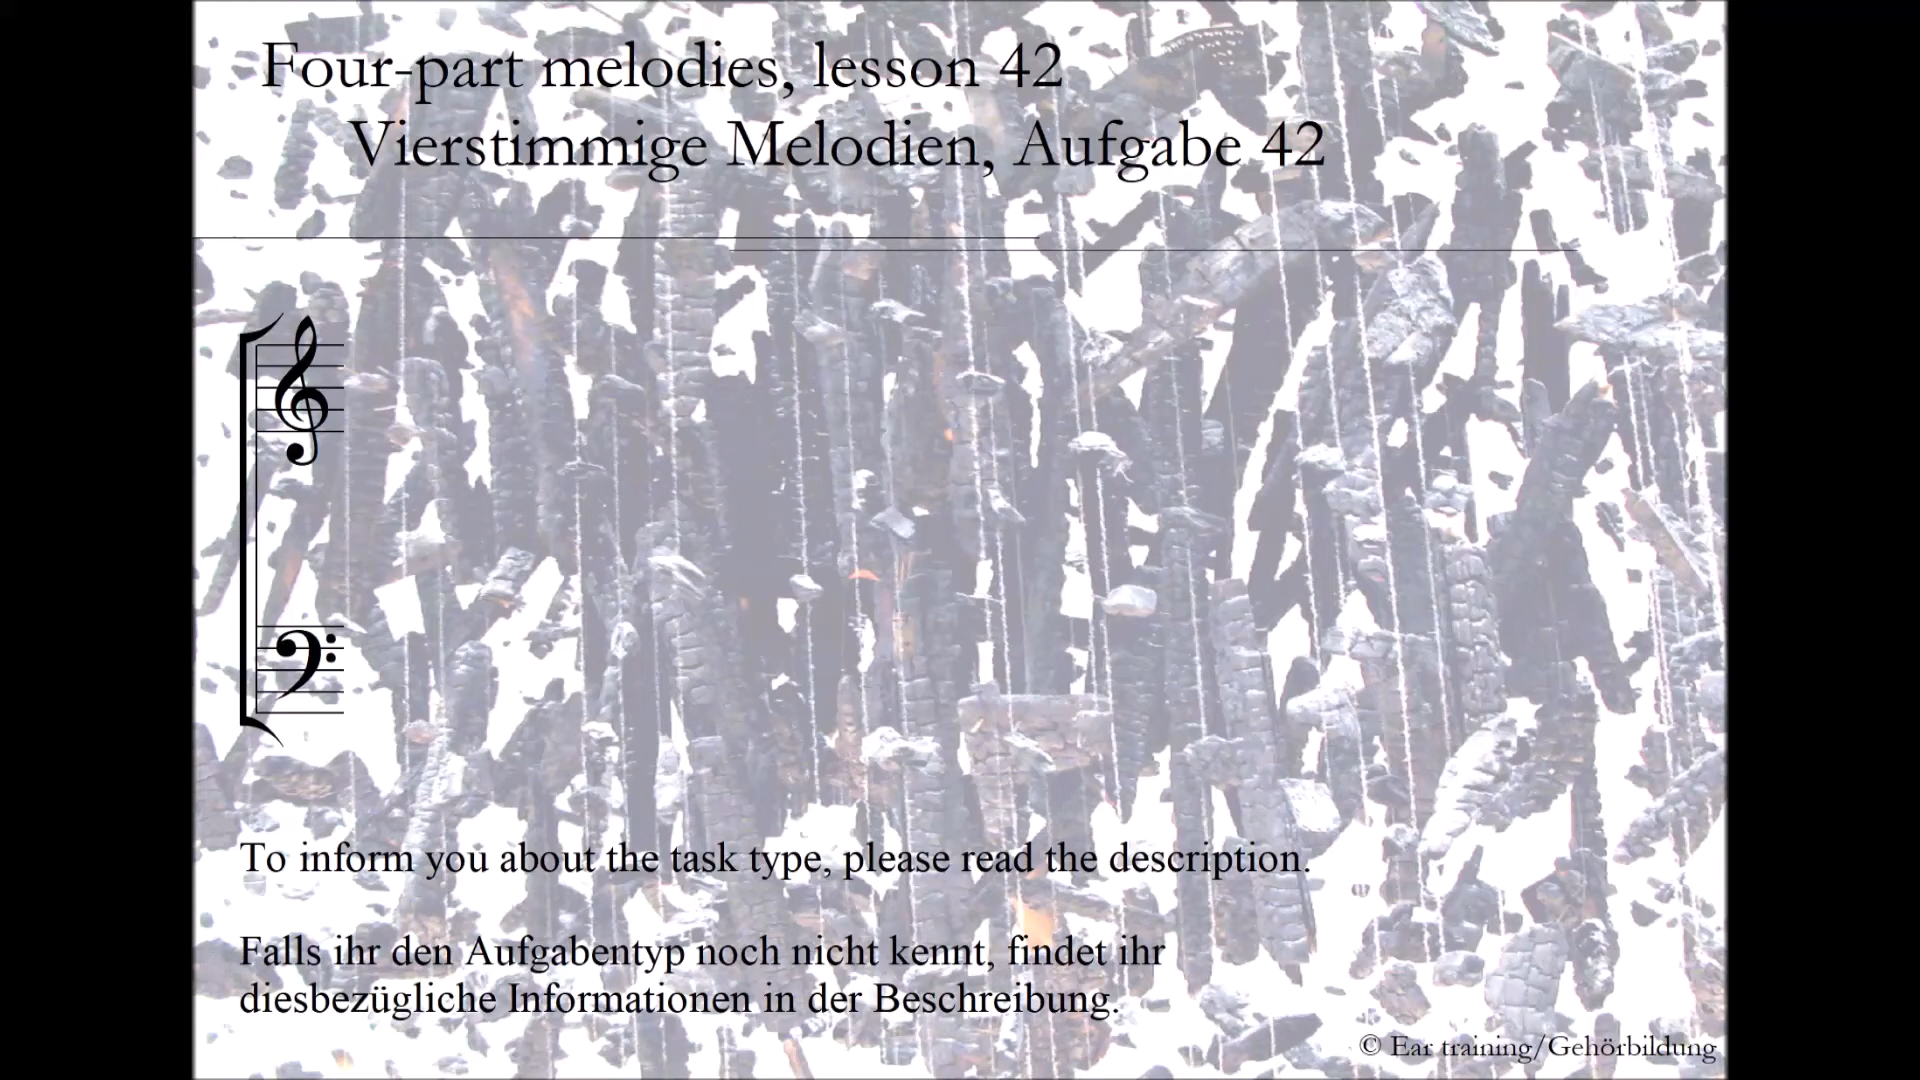 Four-part melodies, lesson 42
Vierstimmige Melodien, Aufgabe 42
To inform you about the task type, please read the description.
Falls ihr den Aufgabentyp noch nicht kennt, findet ihr
diesbezügliche Informationen in der Beschreibung.
© Ear training/Gehörbildung